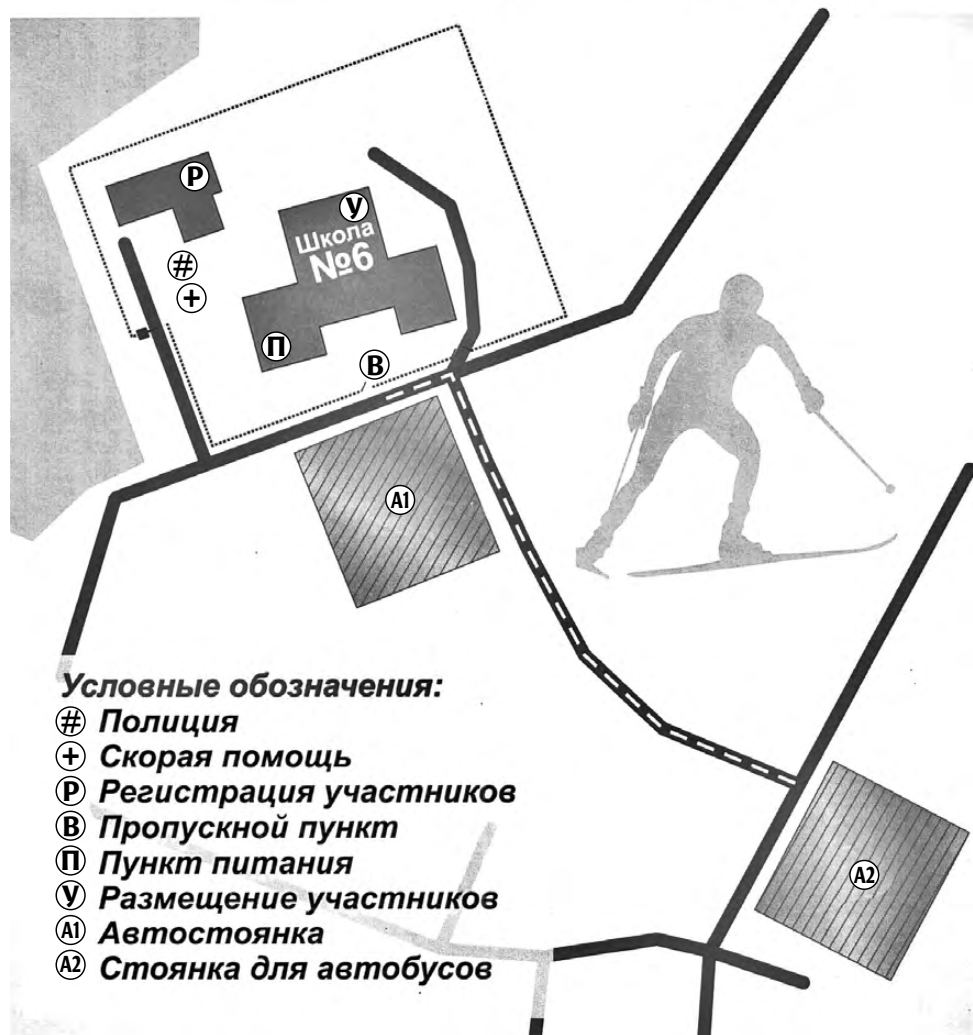 Р
У
Школа
№6
#
+
П
В
А1
А2
Условные обозначения:
# Полиция
+ Скорая помощь
Р Регистрация участников
В Пропускной пункт
П Пункт питания
У Размещение участников
А1 Автостоянка
А2 Стоянка для автобусов